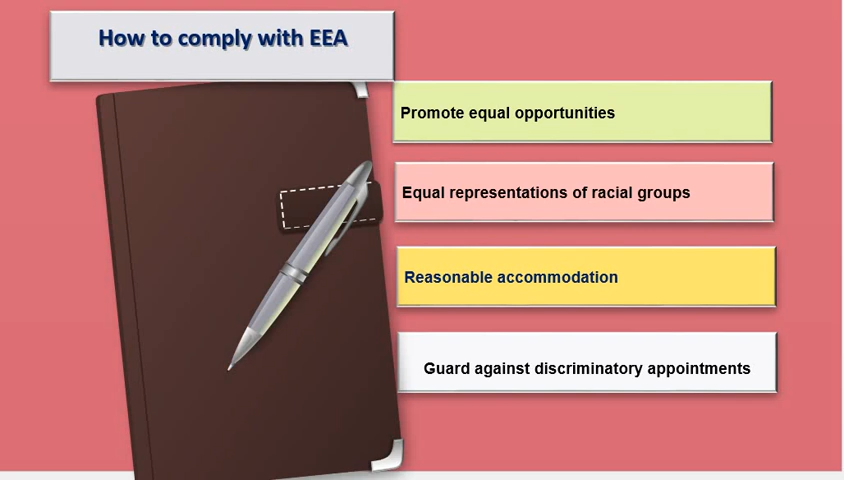 How to comply with EEA
Promote equal opportunities
Equal representations of racial groups
Reasonable accommodation
Guard against discriminatory appointments